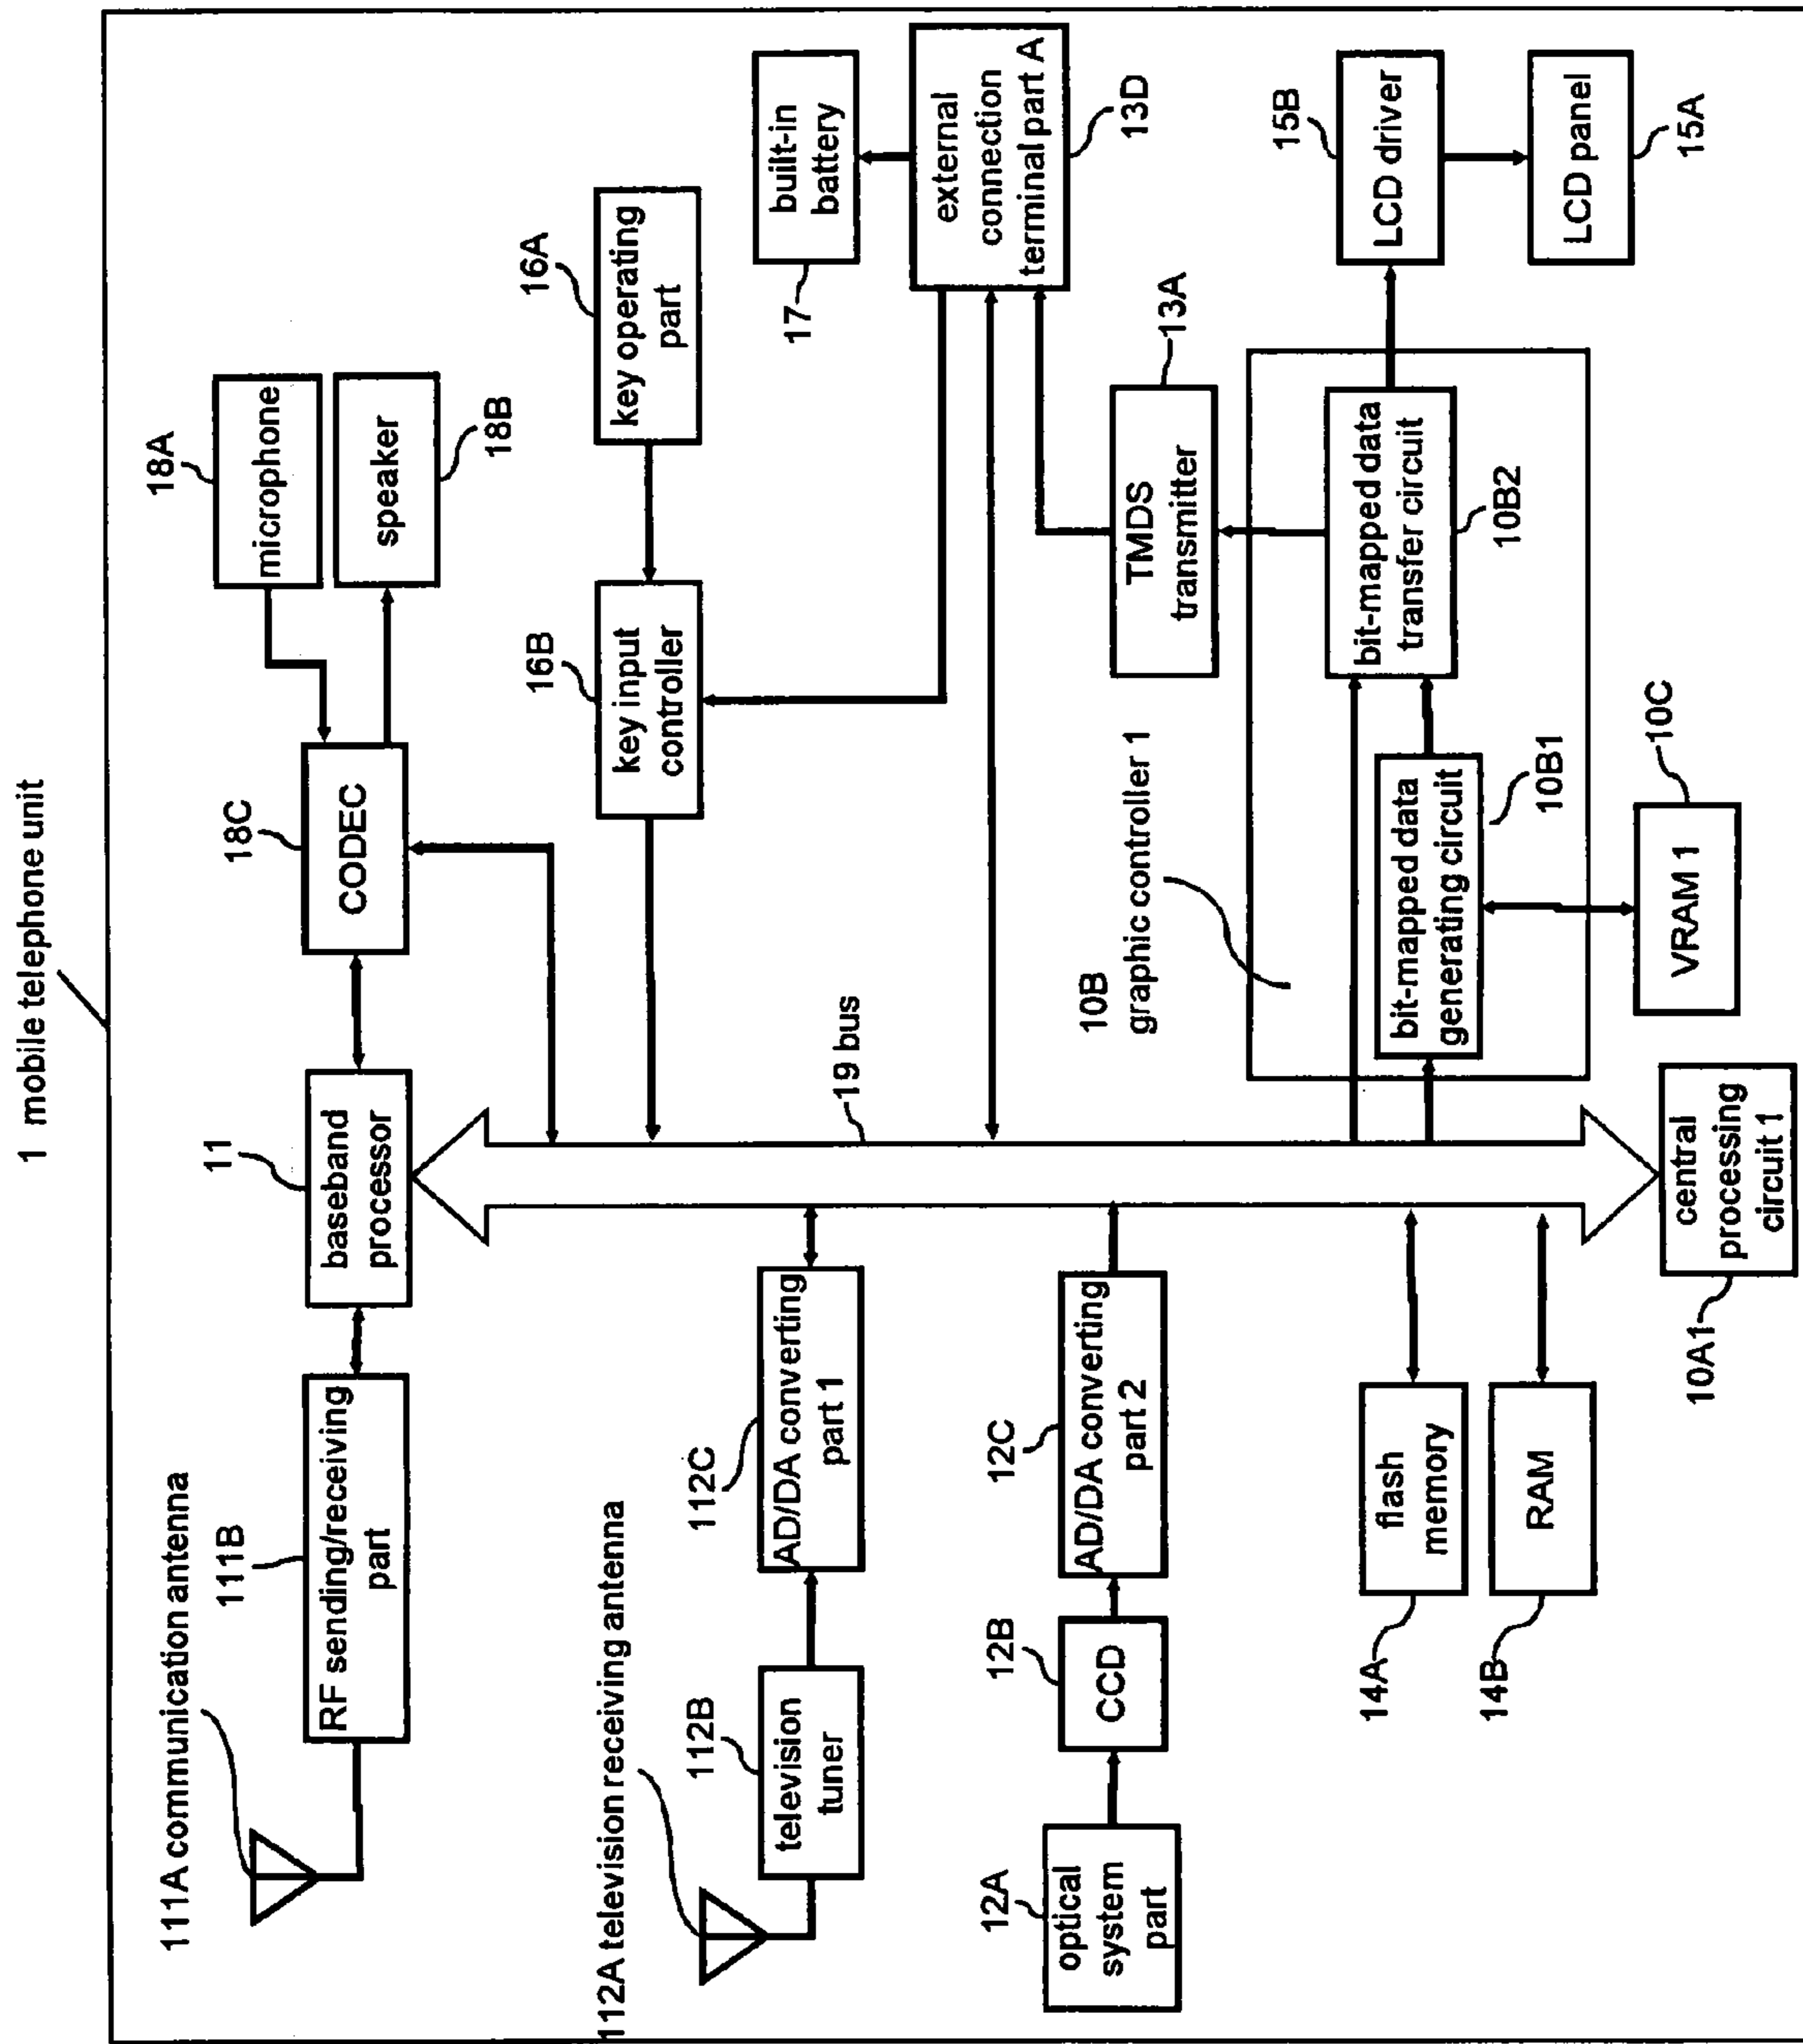 1 mobile telephone unit
111A communication antenna
111B
RF sending/receiving
part
11
baseband
processor
18C
CODEC
18A
microphone
speaker
18B
112A television receiving antenna
112B
television
tuner
112C
AD/DA converting
part 1
16B
key input
controller
16A
key operating
part
17
built-in
battery
external
connection
terminal part A
13D
19 bus
12A
optical
system
part
12B
CCD
12C
AD/DA converting
part 2
13A
TMDS
transmitter
10B
graphic controller 1
bit-mapped data
generating circuit
10B1
bit-mapped data
transfer circuit
10B2
15B
LCD driver
LCD panel
15A
flash
memory
14A
RAM
14B
10A1
central
processing
circuit 1
VRAM 1
10C